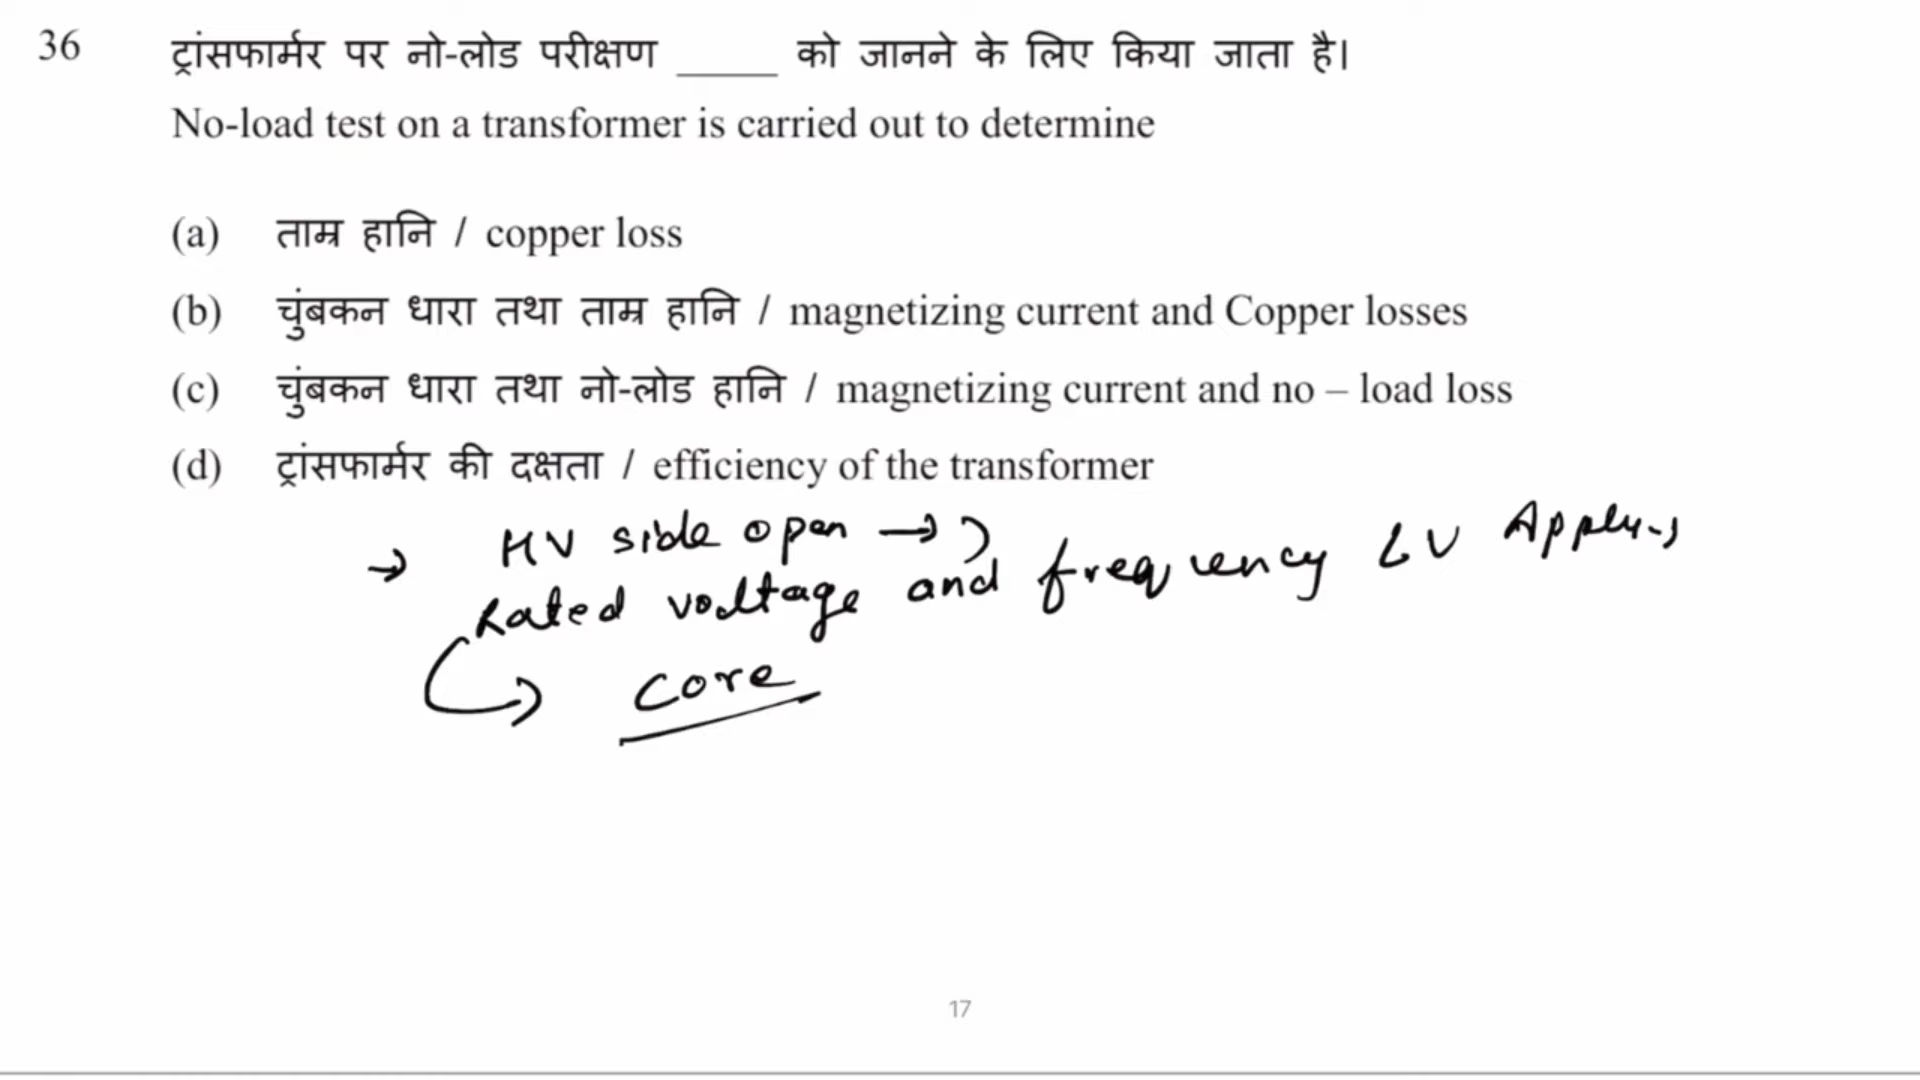 36 ट्रांसफार्मर पर नो-लोड परीक्षण _____ को जानने के लिए किया जाता है।
No-load test on a transformer is carried out to determine
(a) ताम्र हानि / copper loss
(b) चुंबकन धारा तथा ताम्र हानि / magnetizing current and Copper losses
(c) चुंबकन धारा तथा नो-लोड हानि / magnetizing current and no – load loss
(d) ट्रांसफार्मर की दक्षता / efficiency of the transformer
→ HV side open →
Rated voltage and frequency LV Apply
→ core
17